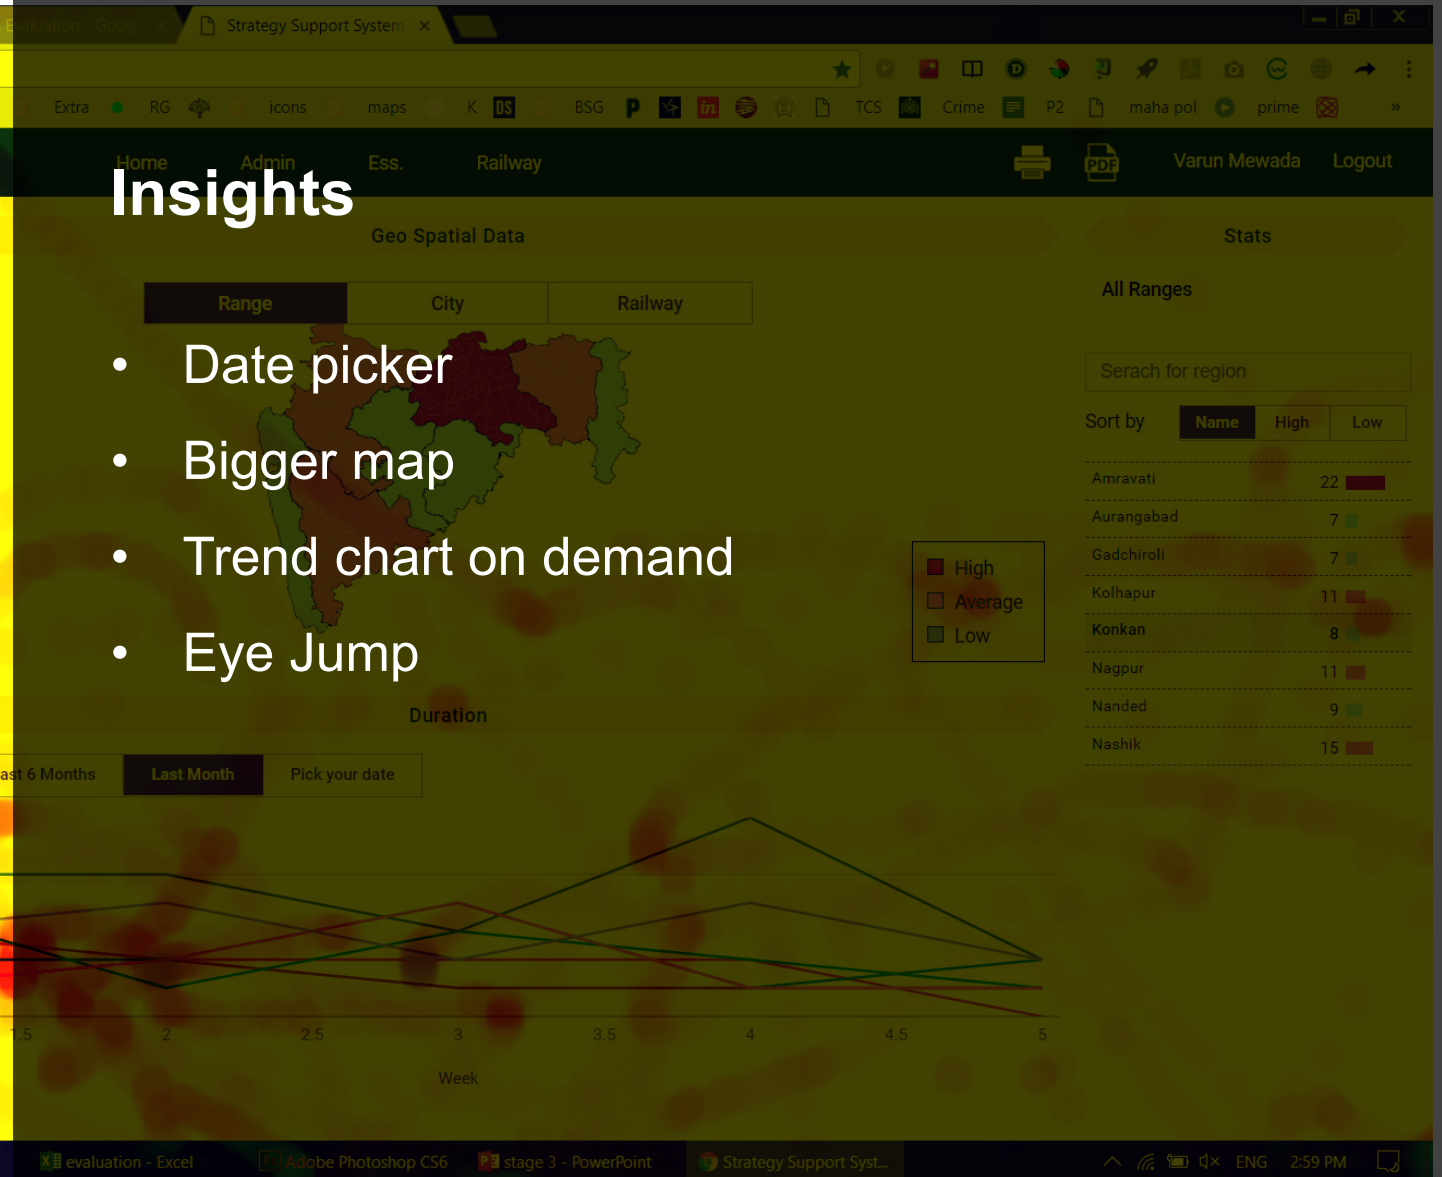 Evaluation - Goog
Strategy Support System
Extra RG icons maps K DS BSG P in TCS Crime P2 maha pol prime »
Home Admin Ess. Railway PDF Varun Mewada Logout
Insights
Geo Spatial Data
Stats
Range City Railway
All Ranges
• Date picker
Serach for region
Sort by Name High Low
• Bigger map
Amravati 22
Aurangabad 7
• Trend chart on demand
Gadchiroli 7
High
Kolhapur 11
Average
Konkan 8
Low
• Eye Jump
Nagpur 11
Nanded 9
Duration
Nashik 15
ast 6 Months Last Month Pick your date
1.5 2 2.5 3 3.5 4 4.5 5
Week
evaluation - Excel Adobe Photoshop CS6 stage 3 - PowerPoint Strategy Support Syst... ENG 2:59 PM